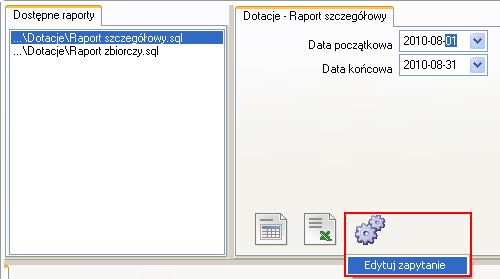 Dostępne raporty
...\Dotacje\Raport szczegółowy.sql
...\Dotacje\Raport zbiorczy.sql
Dotacje - Raport szczegółowy
Data początkowa 2010-08-01
Data końcowa 2010-08-31
Edytuj zapytanie